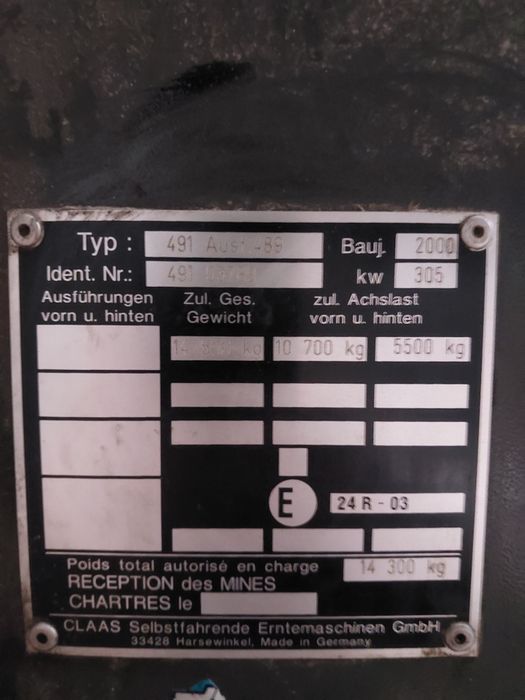 Typ : 491 Bauj. 2000
Ident. Nr.: 491 kw 305
Ausführungen Zul. Ges. zul. Achslast
vorn u. hinten Gewicht vorn u. hinten
kg 10 700 kg 5500 kg
E 24 R - 03
Poids total autorisé en charge 14 300 kg
RECEPTION des MINES
CHARTRES le
CLAAS Selbstfahrende Erntemaschinen GmbH
33428 Harsewinkel, Made in Germany